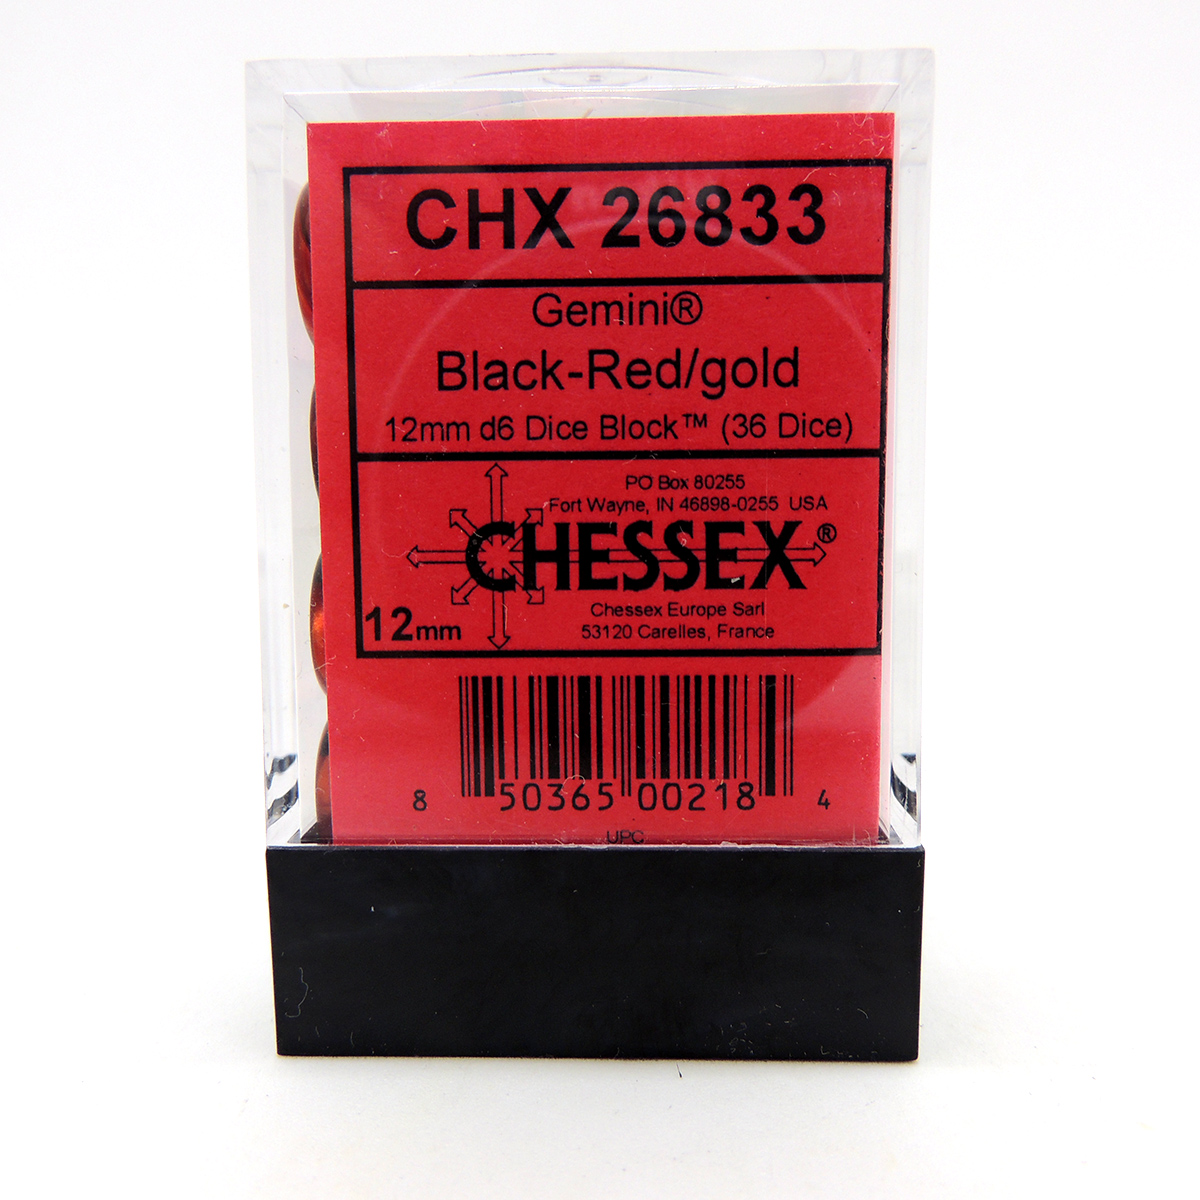 CHX 26833
Gemini®
Black-Red/gold
12mm d6 Dice Block™ (36 Dice)
PO Box 80255
Fort Wayne, IN 46898-0255 USA
CHESSEX®
Chessex Europe Sarl
53120 Carelles, France
12mm
8 50365 00218 4
UPC